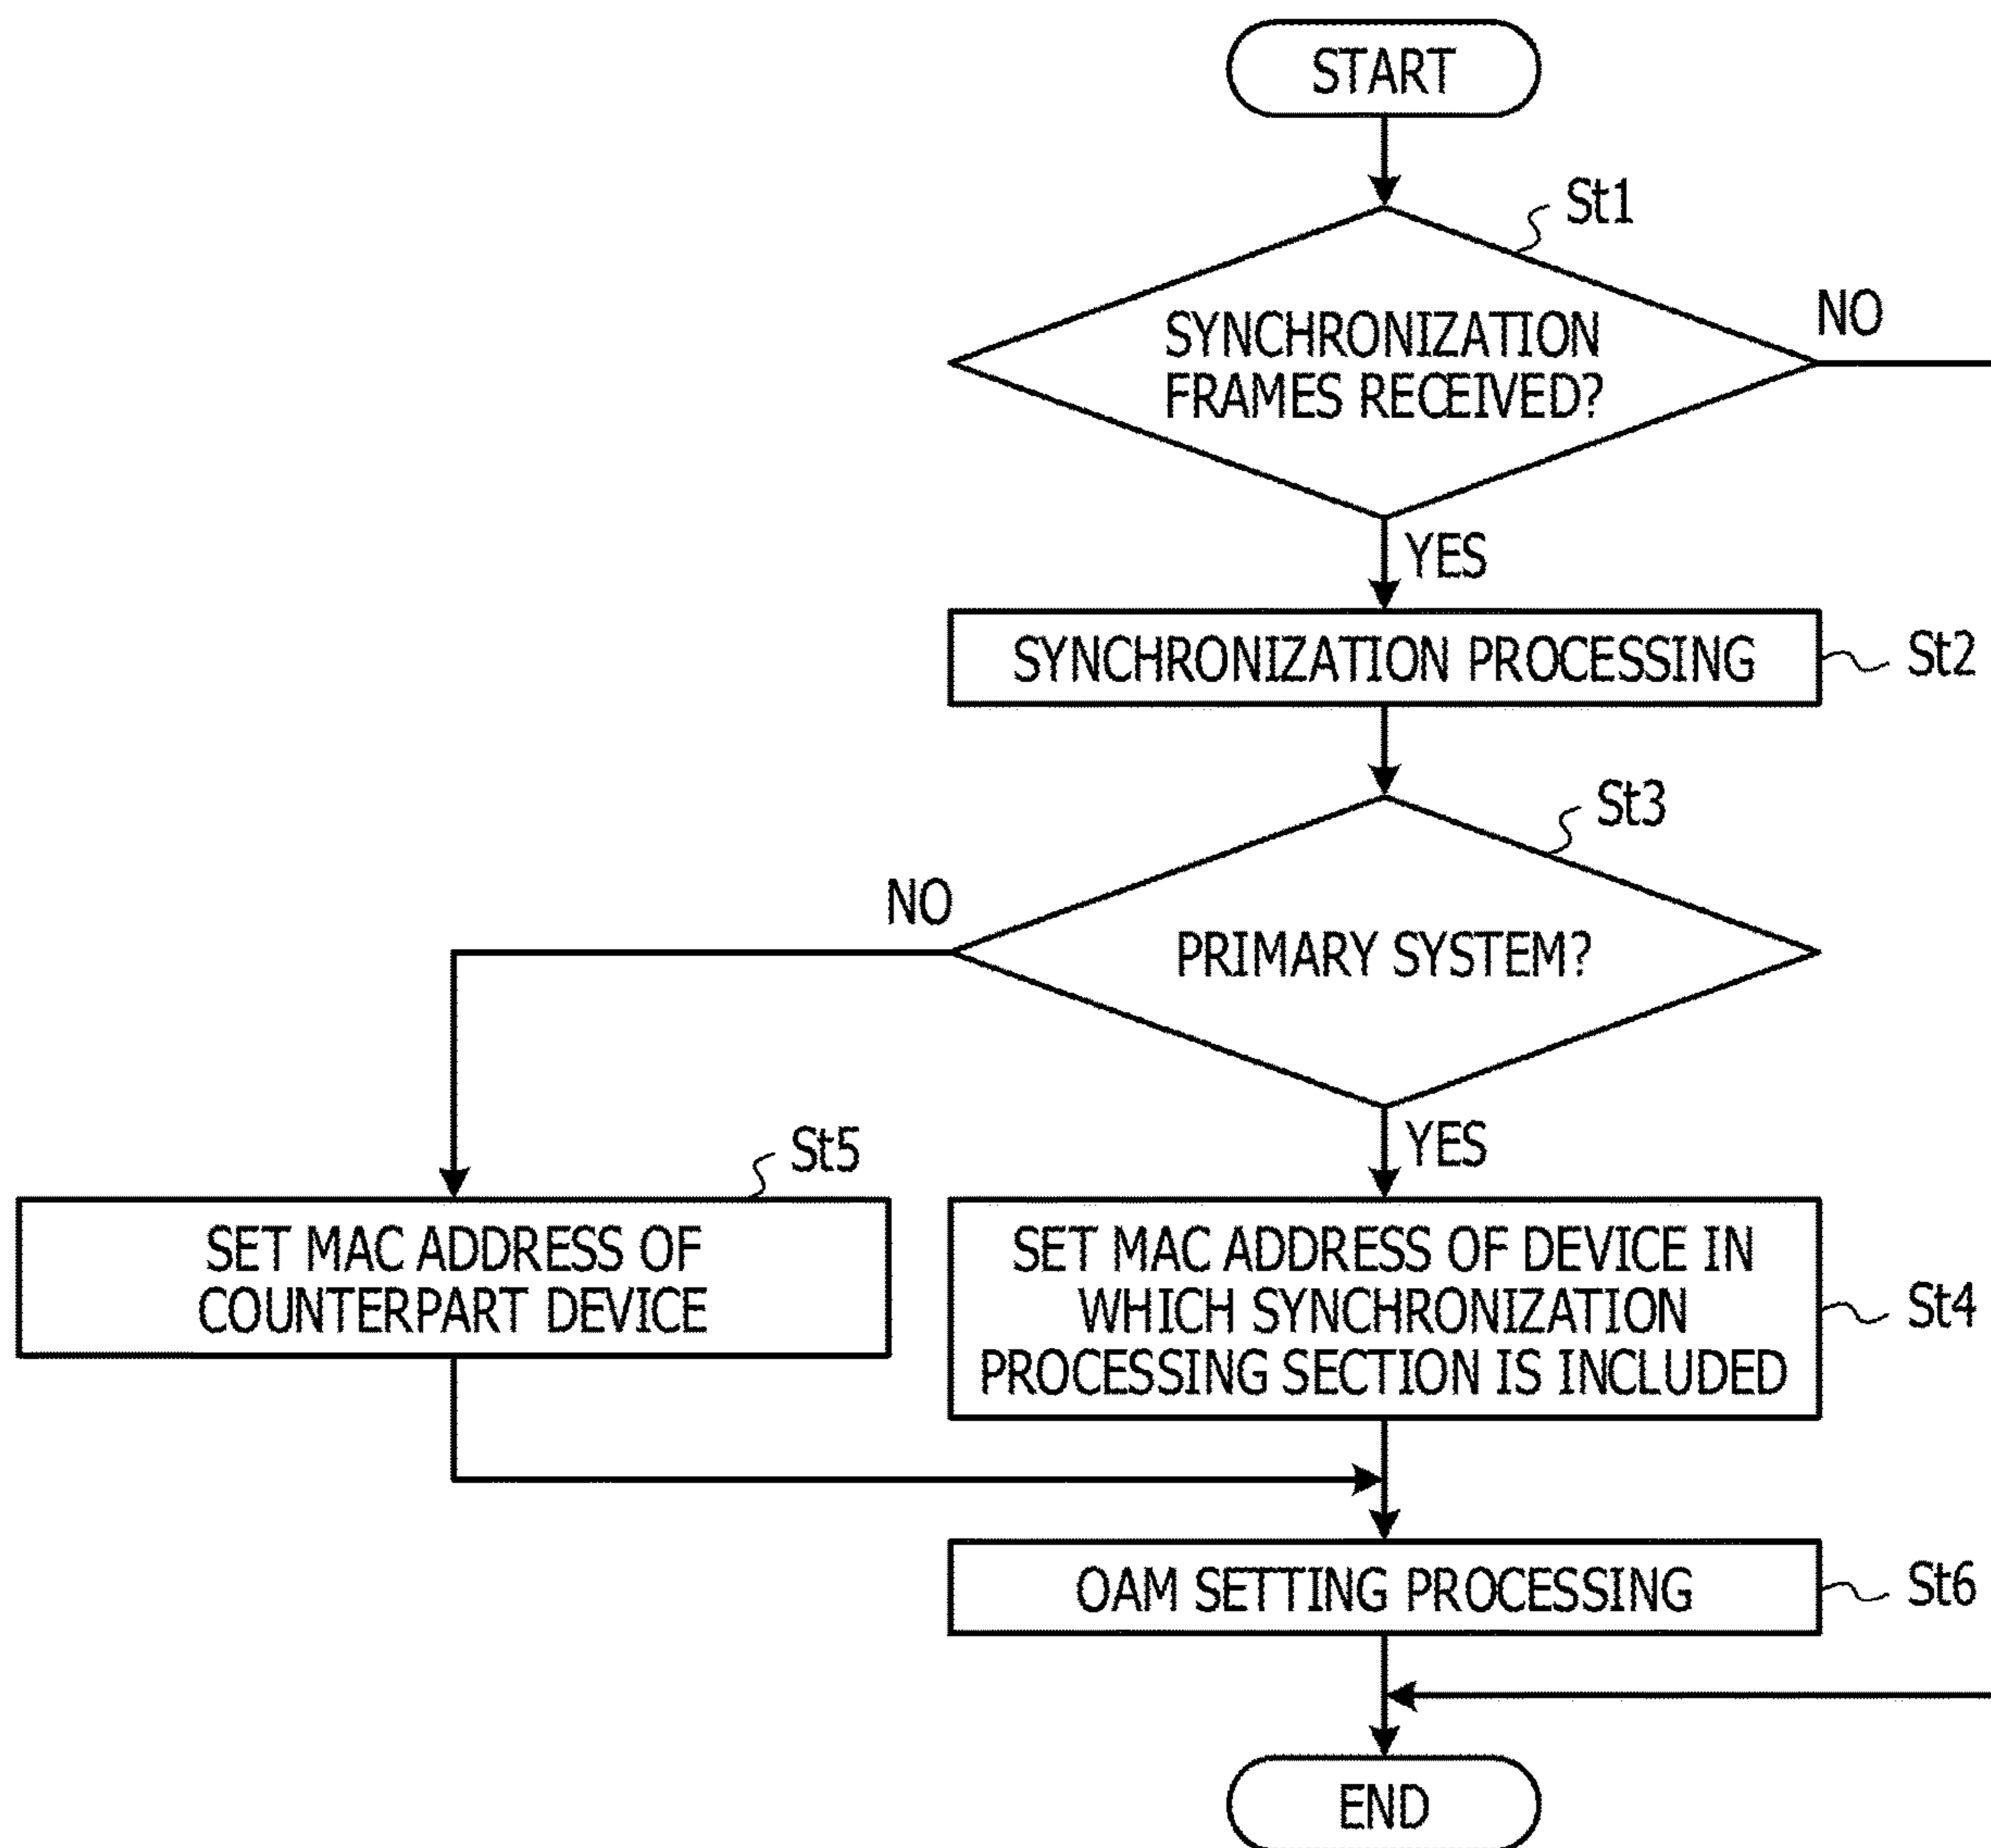 START
St1
NO
SYNCHRONIZATION
FRAMES RECEIVED?
YES
SYNCHRONIZATION PROCESSING
St2
St3
NO
PRIMARY SYSTEM?
YES
St5
SET MAC ADDRESS OF
COUNTERPART DEVICE
SET MAC ADDRESS OF DEVICE IN
WHICH SYNCHRONIZATION
PROCESSING SECTION IS INCLUDED
St4
OAM SETTING PROCESSING
St6
END